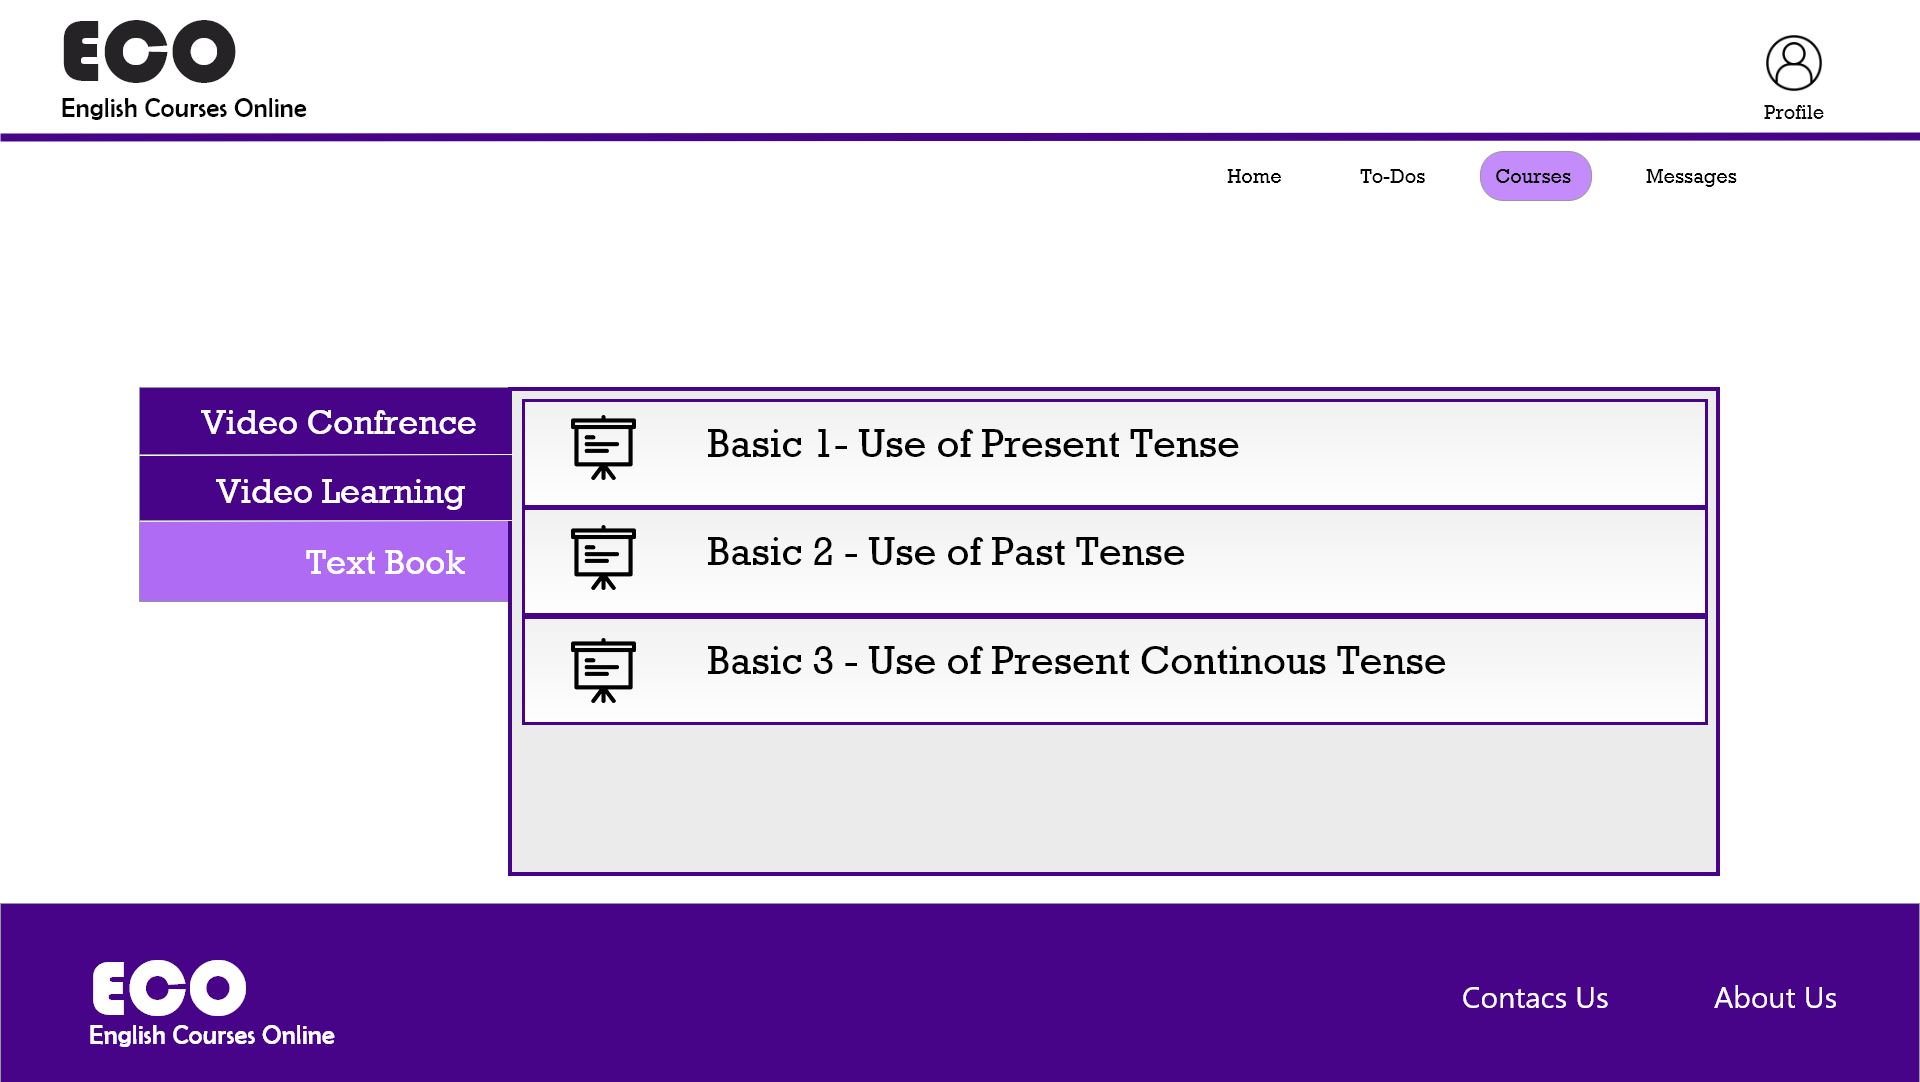 ECO
English Courses Online
Profile
Home To-Dos Courses Messages
Video Confrence
Video Learning
Text Book
Basic 1- Use of Present Tense
Basic 2 - Use of Past Tense
Basic 3 - Use of Present Continous Tense
ECO
English Courses Online
Contacs Us About Us